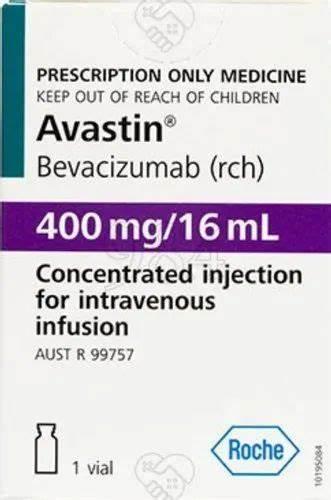 PRESCRIPTION ONLY MEDICINE
KEEP OUT OF REACH OF CHILDREN
Avastin®
Bevacizumab (rch)
400 mg/16 mL
Concentrated injection
for intravenous
infusion
AUST R 99757
1 vial
Roche
10195084